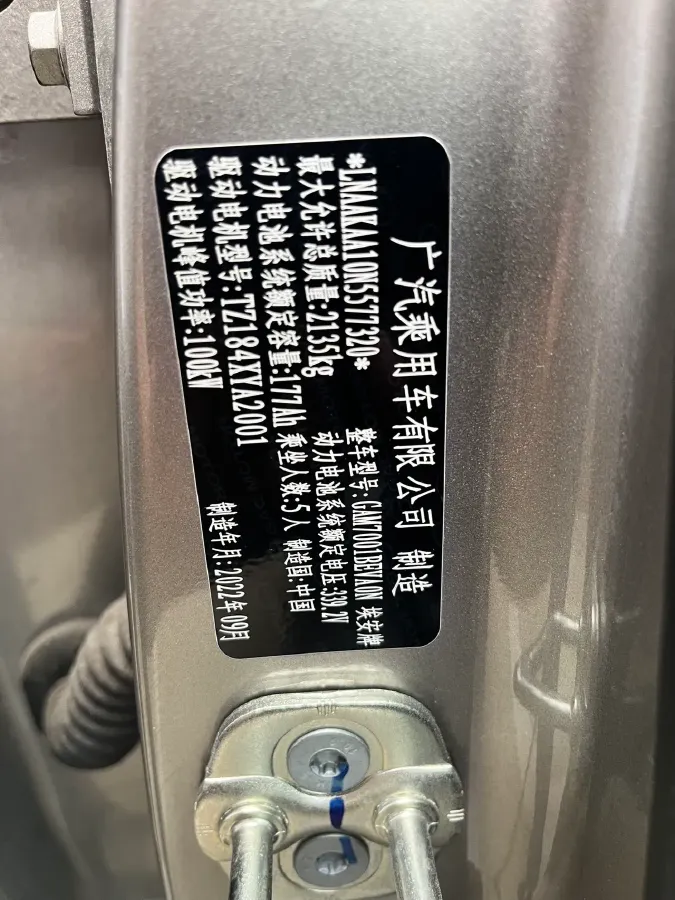 广汽乘用车有限公司 制造
*LNAAKAA10N5577320* 整车型号:GAM7001BEVA0N 埃安牌
最大允许总质量:2135kg 动力电池系统额定电压:339.2V
动力电池系统额定容量:177Ah 乘坐人数:5人 制造国:中国
驱动电机型号:TZ184XYA2001
驱动电机峰值功率:100kW 制造年月:2022年09月